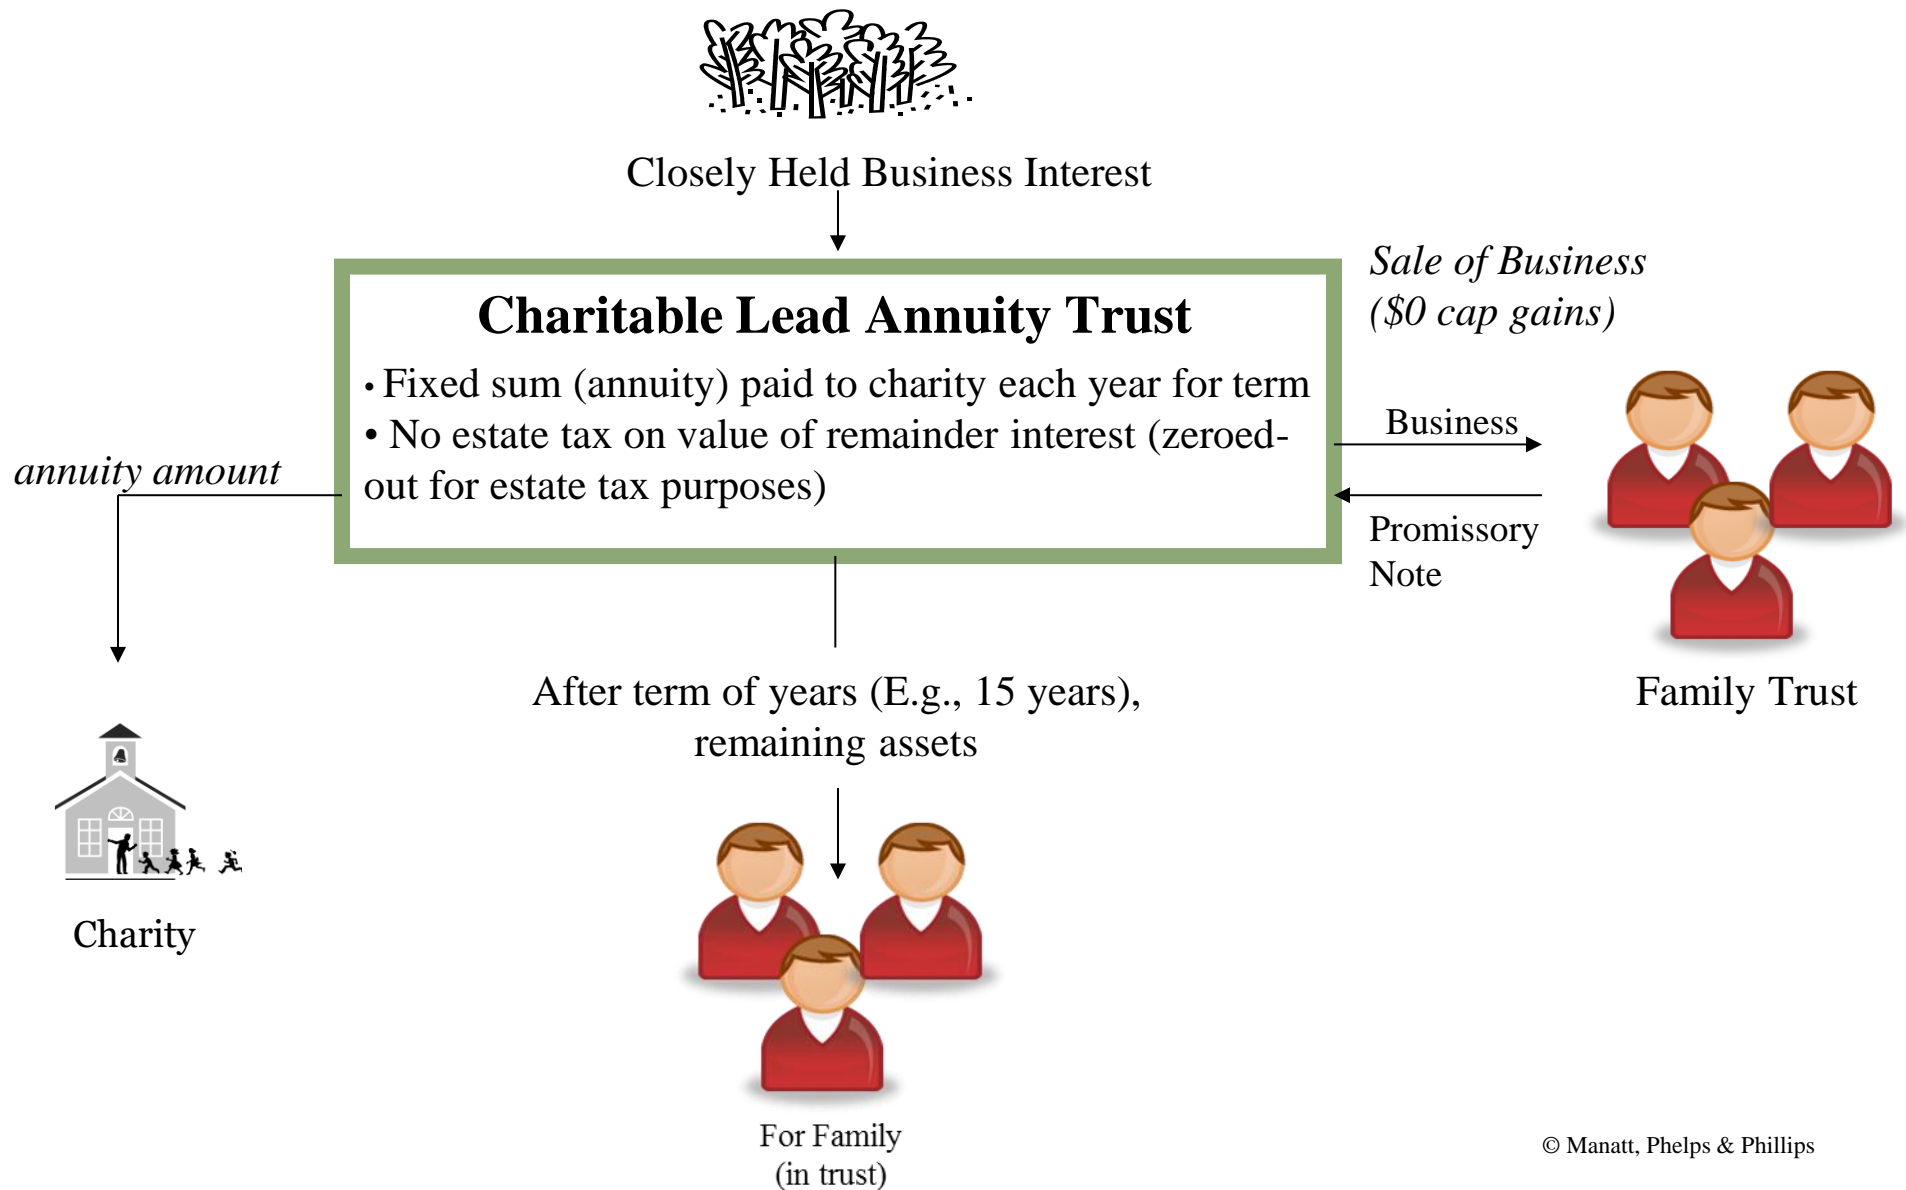 Closely Held Business Interest
Sale of Business
($0 cap gains)
Charitable Lead Annuity Trust
• Fixed sum (annuity) paid to charity each year for term
• No estate tax on value of remainder interest (zeroed-
out for estate tax purposes)
annuity amount
Business
Promissory
Note
Family Trust
After term of years (E.g., 15 years),
remaining assets
Charity
For Family
(in trust)
© Manatt, Phelps & Phillips